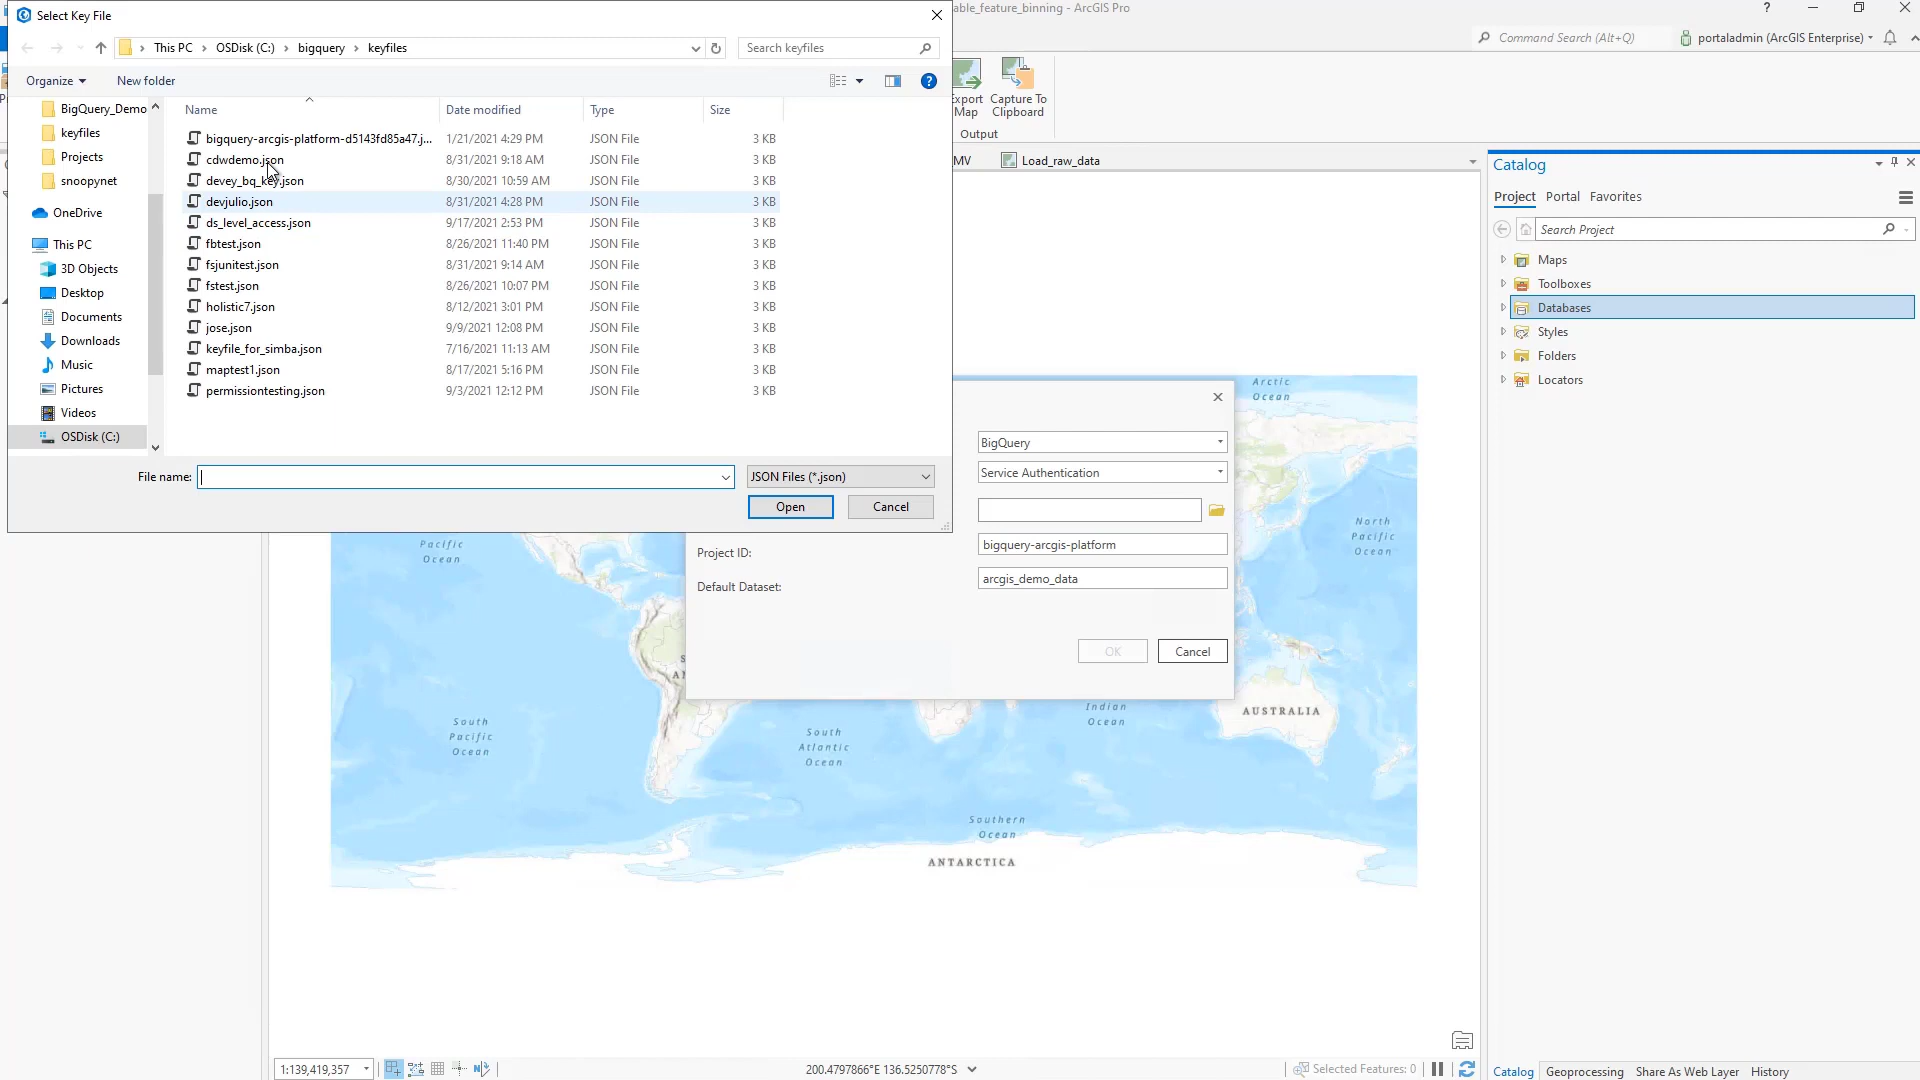 Select Key File
able_feature_binning - ArcGIS Pro
This PC > OSDisk (C:) > bigquery > keyfiles
Search keyfiles
Command Search (Alt+Q)
portaladmin (ArcGIS Enterprise)
Organize
New folder
Export Map
Capture To Clipboard
Output
BigQuery_Demo
keyfiles
Projects
snoopynet
OneDrive
This PC
3D Objects
Desktop
Documents
Downloads
Music
Pictures
Videos
OSDisk (C:)
Name Date modified Type Size
bigquery-arcgis-platform-d5143fd85a47.j... 1/21/2021 4:29 PM JSON File 3 KB
cdwdemo.json 8/31/2021 9:18 AM JSON File 3 KB
devey_bq_key.json 8/30/2021 10:59 AM JSON File 3 KB
devjulio.json 8/31/2021 4:28 PM JSON File 3 KB
ds_level_access.json 9/17/2021 2:53 PM JSON File 3 KB
fbtest.json 8/26/2021 11:40 PM JSON File 3 KB
fsjunitest.json 8/31/2021 9:14 AM JSON File 3 KB
fstest.json 8/26/2021 10:07 PM JSON File 3 KB
holistic7.json 8/12/2021 3:01 PM JSON File 3 KB
jose.json 9/9/2021 12:08 PM JSON File 3 KB
keyfile_for_simba.json 7/16/2021 11:13 AM JSON File 3 KB
maptest1.json 8/17/2021 5:16 PM JSON File 3 KB
permissiontesting.json 9/3/2021 12:12 PM JSON File 3 KB
File name:
JSON Files (*.json)
Open
Cancel
MV
Load_raw_data
Catalog
Project Portal Favorites
Search Project
Maps
Toolboxes
Databases
Styles
Folders
Locators
BigQuery
Service Authentication
Project ID:
bigquery-arcgis-platform
Default Dataset:
arcgis_demo_data
OK
Cancel
Arctic Ocean
North Pacific Ocean
Pacific Ocean
South Pacific Ocean
South Atlantic Ocean
Indian Ocean
AUSTRALIA
Southern Ocean
ANTARCTICA
1:139,419,357
200.4797866°E 136.5250778°S
Selected Features: 0
Catalog Geoprocessing Share As Web Layer History